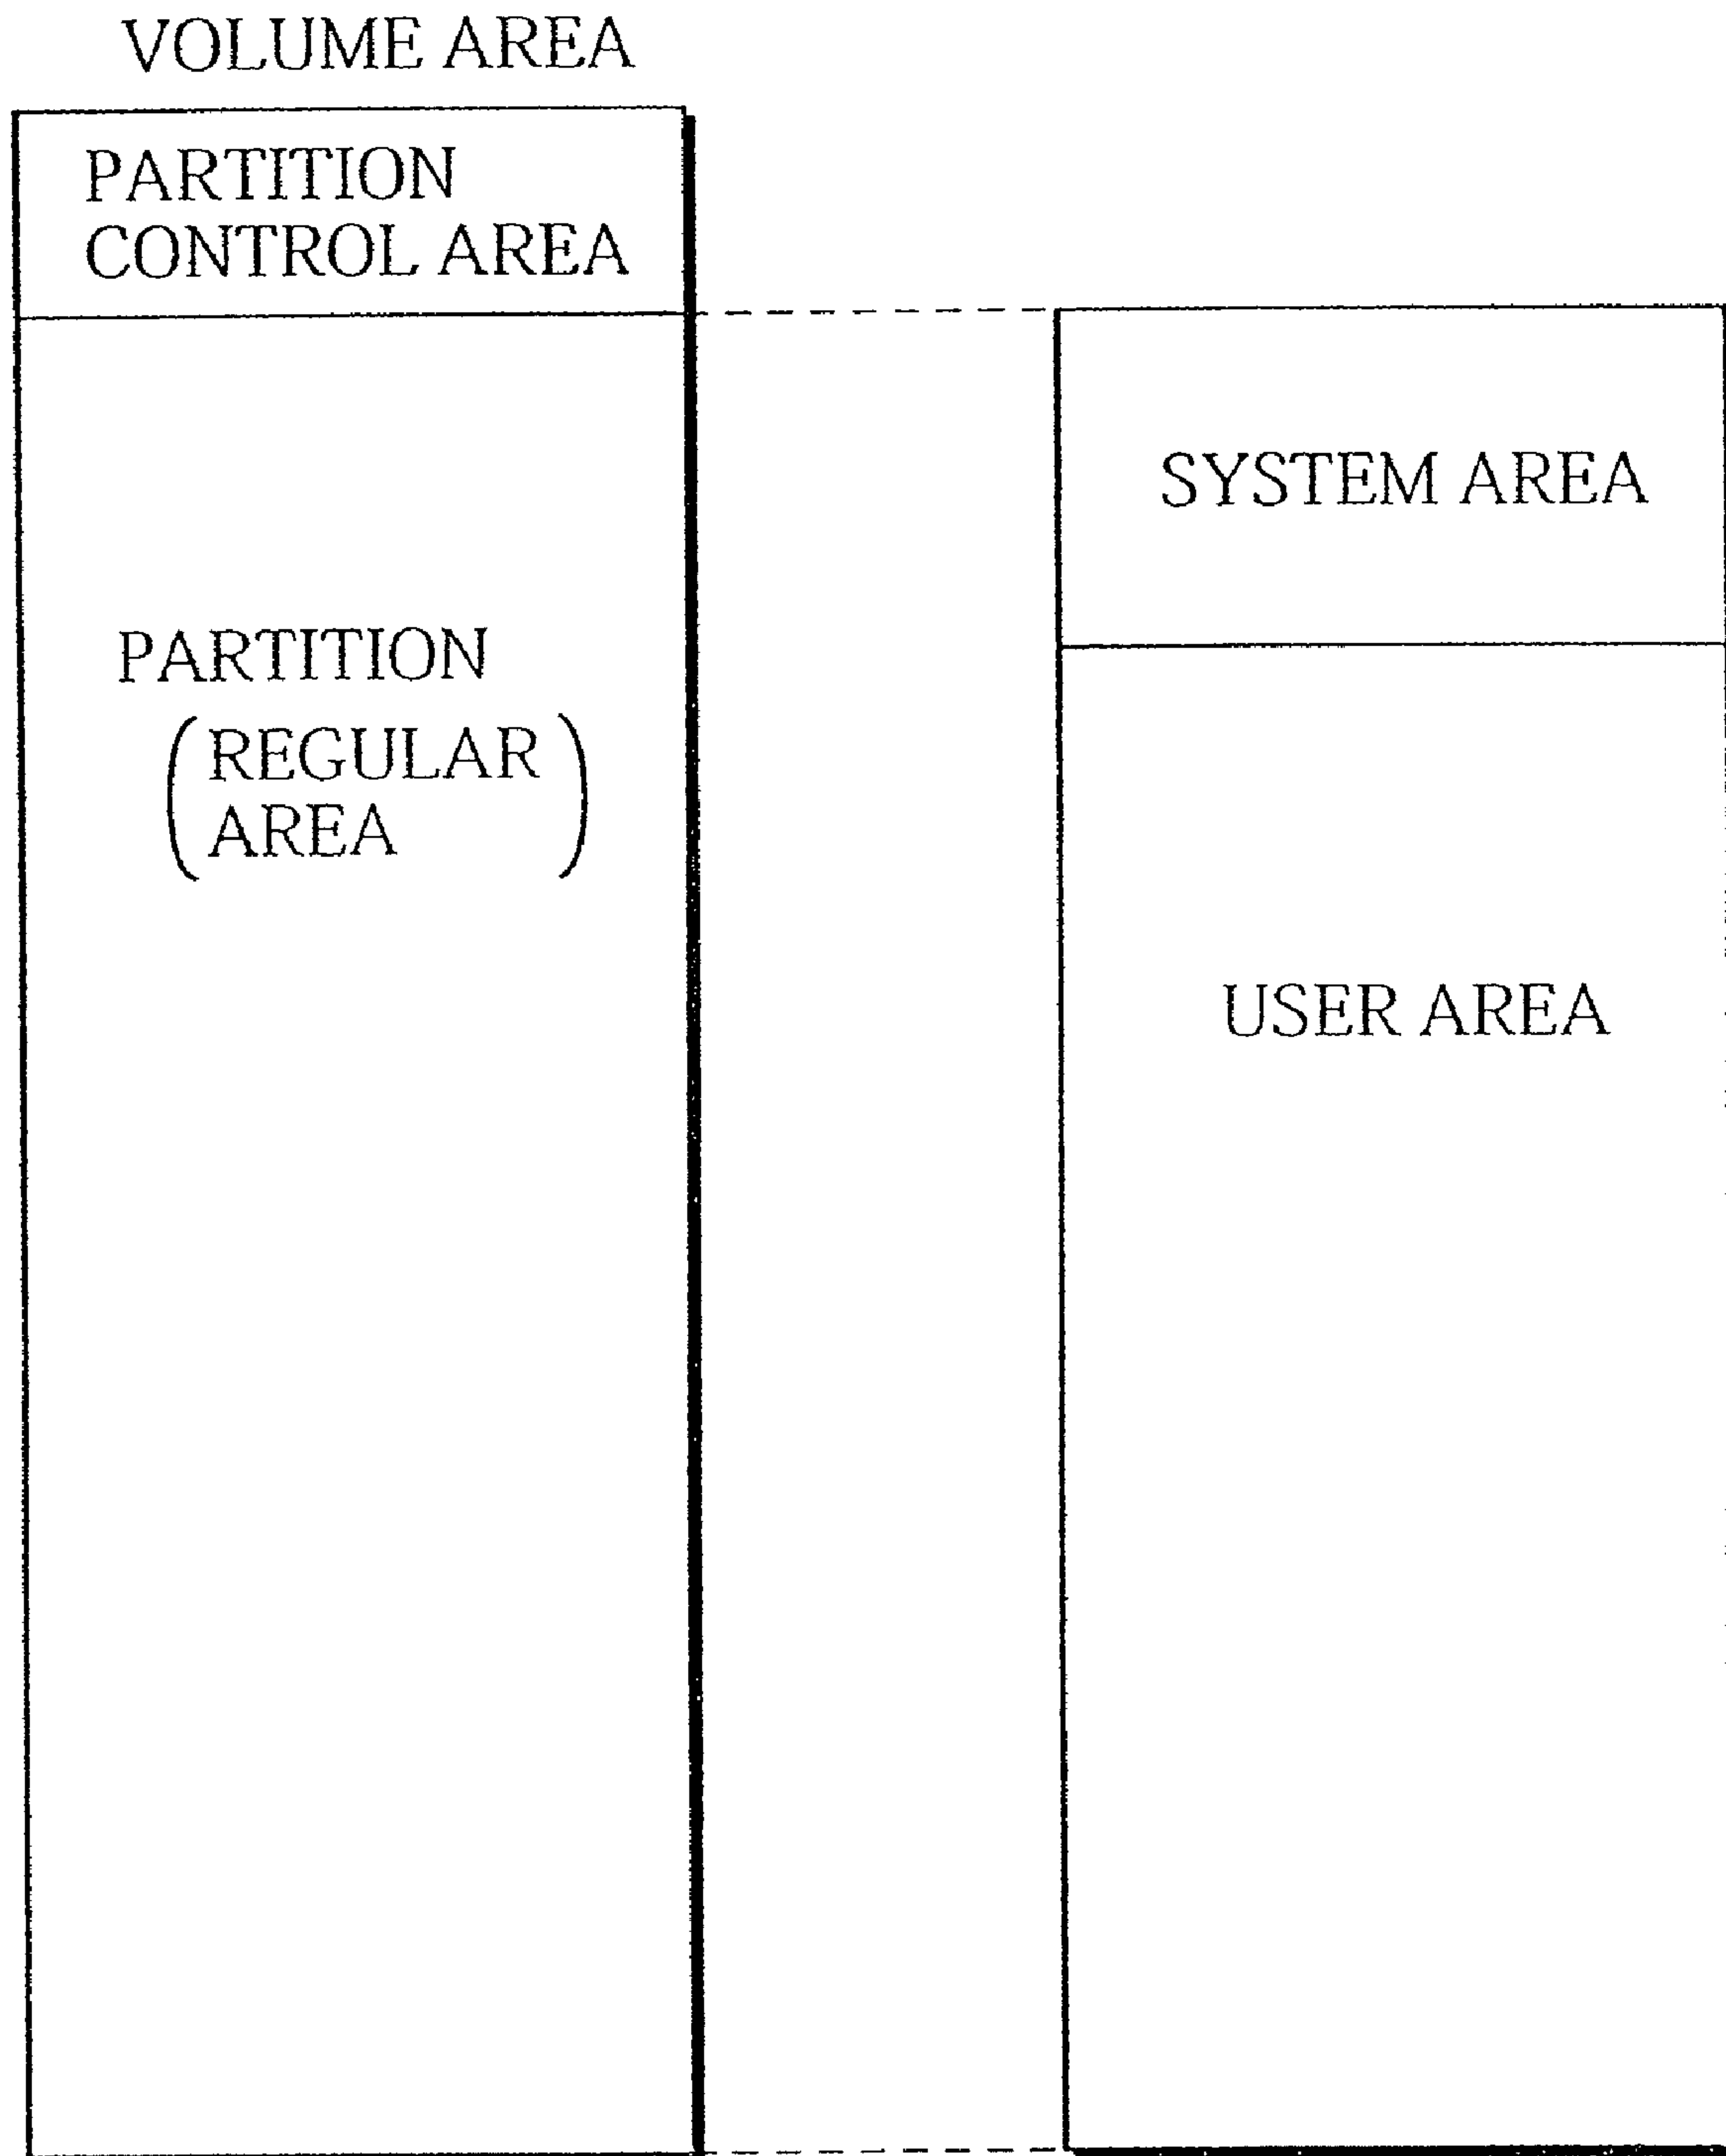 VOLUME AREA
PARTITION
CONTROL AREA
PARTITION
(REGULAR
AREA)
SYSTEM AREA
USER AREA